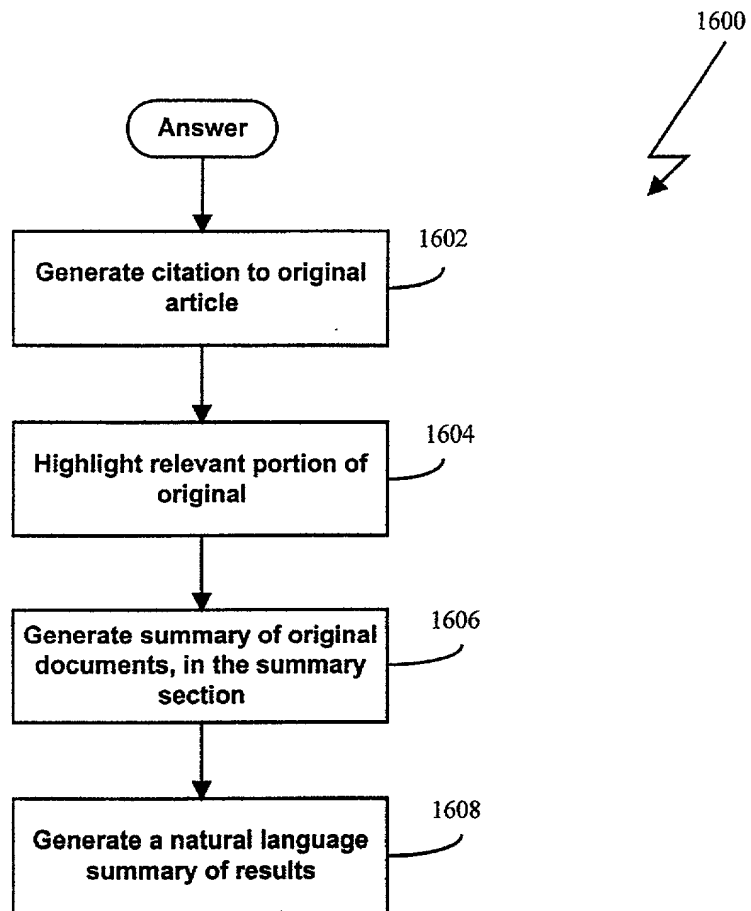 1600
Answer
1602
Generate citation to original
article
1604
Highlight relevant portion of
original
1606
Generate summary of original
documents, in the summary
section
1608
Generate a natural language
summary of results